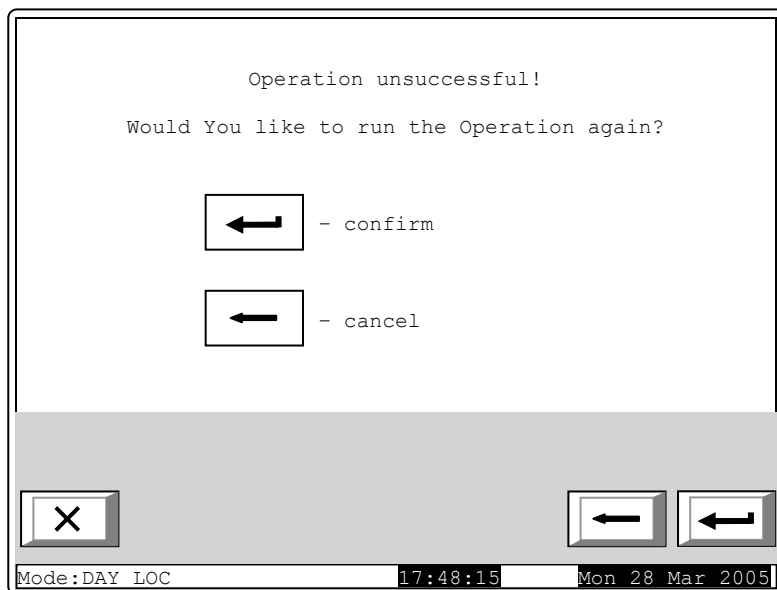 Operation unsuccessful!
Would You like to run the Operation again?
- confirm
- cancel
Mode:DAY LOC 17:48:15 Mon 28 Mar 2005